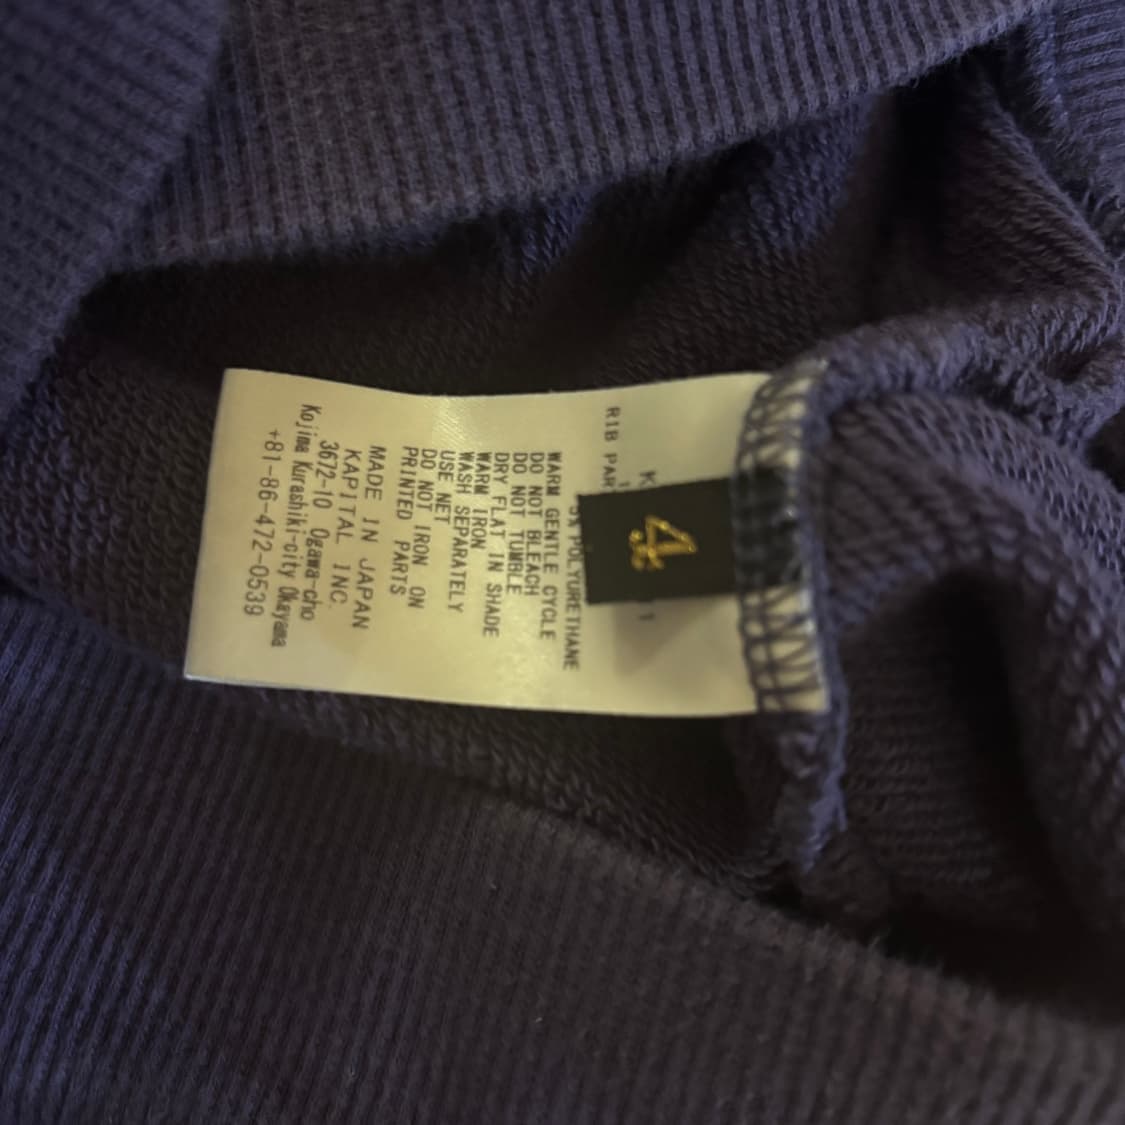 4
RIB PAR
5% POLYURETHANE
WARM GENTLE CYCLE
DO NOT BLEACH
DO NOT TUMBLE
DRY FLAT IN SHADE
WARM IRON
WASH SEPARATELY
USE NET
DO NOT IRON ON
PRINTED PARTS
MADE IN JAPAN
KAPITAL INC.
3672-10 Ogawa-cho
Kojima Kurashiki-city Okayama
+81-86-472-0539